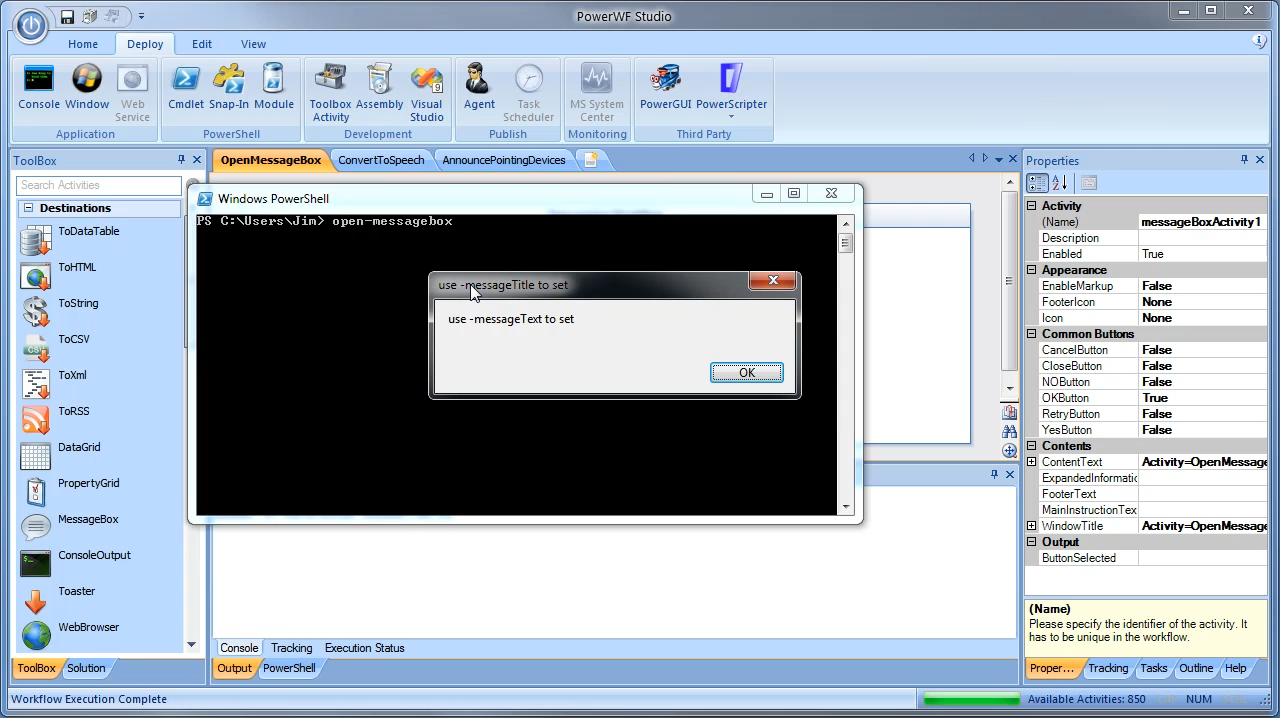 PowerWF Studio
Home Deploy Edit View
Console Window Web Service
Application
Cmdlet Snap-In Module
PowerShell
Toolbox Activity Assembly Visual Studio
Development
Agent Task Scheduler
Publish
MS System Center
Monitoring
PowerGUI PowerScripter
Third Party
ToolBox
Search Activities
Destinations
ToDataTable
ToHTML
ToString
ToCSV
ToXml
ToRSS
DataGrid
PropertyGrid
MessageBox
ConsoleOutput
Toaster
WebBrowser
ToolBox Solution
OpenMessageBox ConvertToSpeech AnnouncePointingDevices
Windows PowerShell
PS C:\Users\Jim> open-messagebox
use -messageTitle to set
use -messageText to set
OK
Console Tracking Execution Status
Output PowerShell
Properties
Activity
(Name) messageBoxActivity1
Description
Enabled True
Appearance
EnableMarkup False
FooterIcon None
Icon None
Common Buttons
CancelButton False
CloseButton False
NOButton False
OKButton True
RetryButton False
YesButton False
Contents
ContentText Activity=OpenMessage
ExpandedInformatic
FooterText
MainInstructionTex
WindowTitle Activity=OpenMessage
Output
ButtonSelected
(Name)
Please specify the identifier of the activity. It
has to be unique in the workflow.
Proper... Tracking Tasks Outline Help
Workflow Execution Complete
Available Activities: 850 CAP NUM